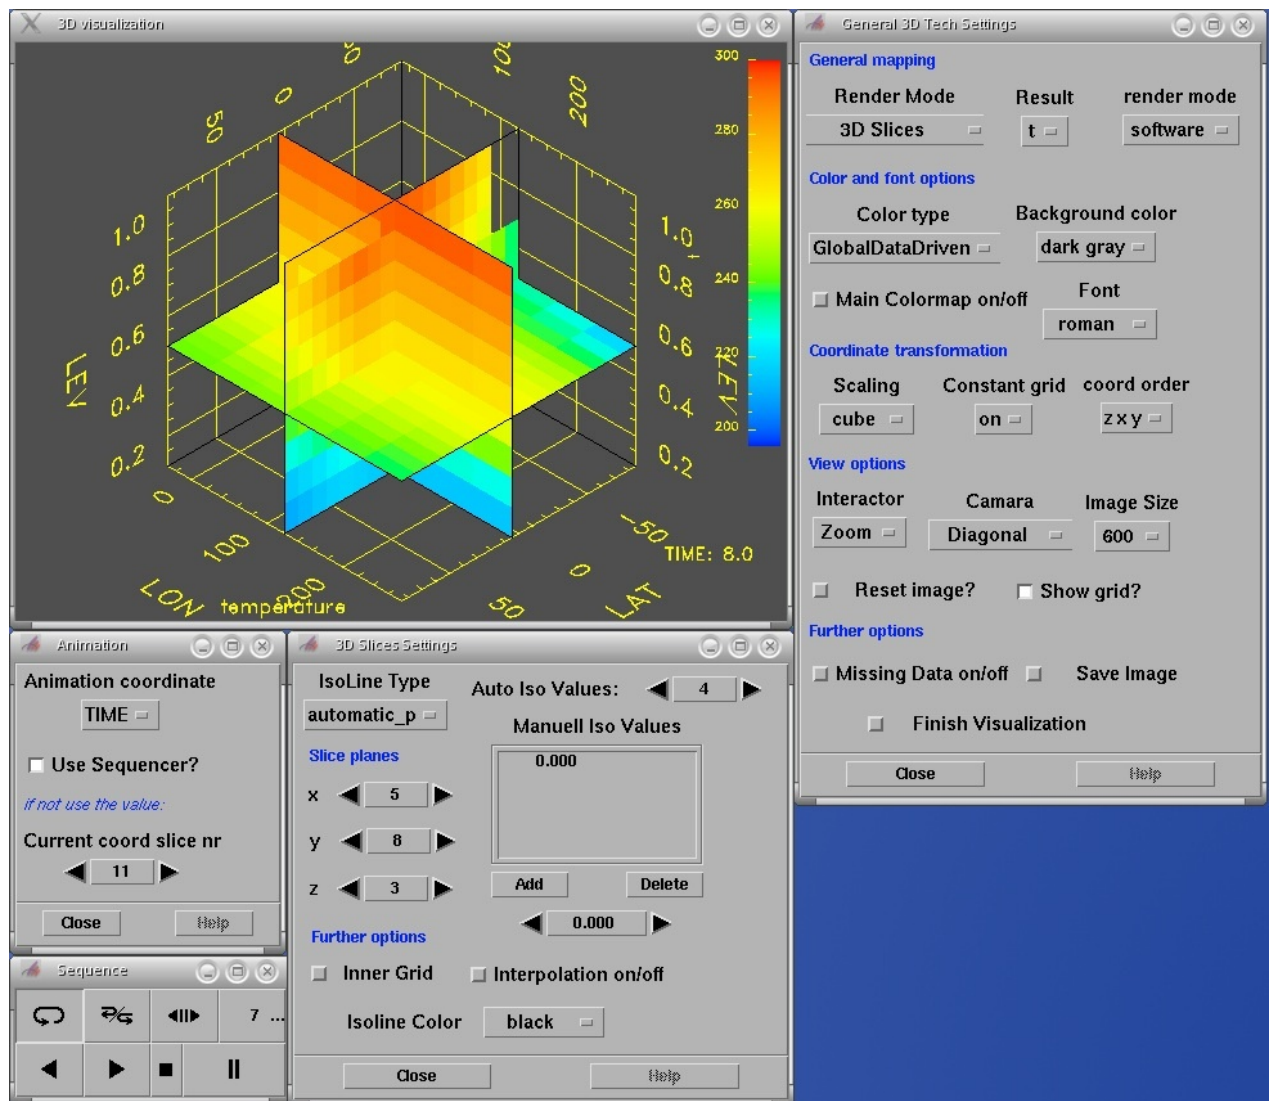 3D visualization
50
0
50
100
200
300
280
260
240
220
200
1.0
0.8
0.6
0.4
0.2
LEV
1.0
0.8
0.6
0.4
0.2
LEV
0
100
200
LON
-50
0
50
LAT
TIME: 8.0
temperature
General 3D Tech Settings
General mapping
Render Mode Result render mode
3D Slices t software
Color and font options
Color type Background color
GlobalDataDriven dark gray
Main Colormap on/off Font
roman
Coordinate transformation
Scaling Constant grid coord order
cube on z x y
View options
Interactor Camara Image Size
Zoom Diagonal 600
Reset image? Show grid?
Further options
Missing Data on/off Save Image
Finish Visualization
Close Help
Animation
Animation coordinate
TIME
Use Sequencer?
if not use the value:
Current coord slice nr
11
Close Help
Sequence
7 ...
3D Slices Settings
IsoLine Type Auto Iso Values: 4
automatic_p Manuell Iso Values
Slice planes 0.000
x 5
y 8
z 3
Add Delete
0.000
Further options
Inner Grid Interpolation on/off
Isoline Color black
Close Help